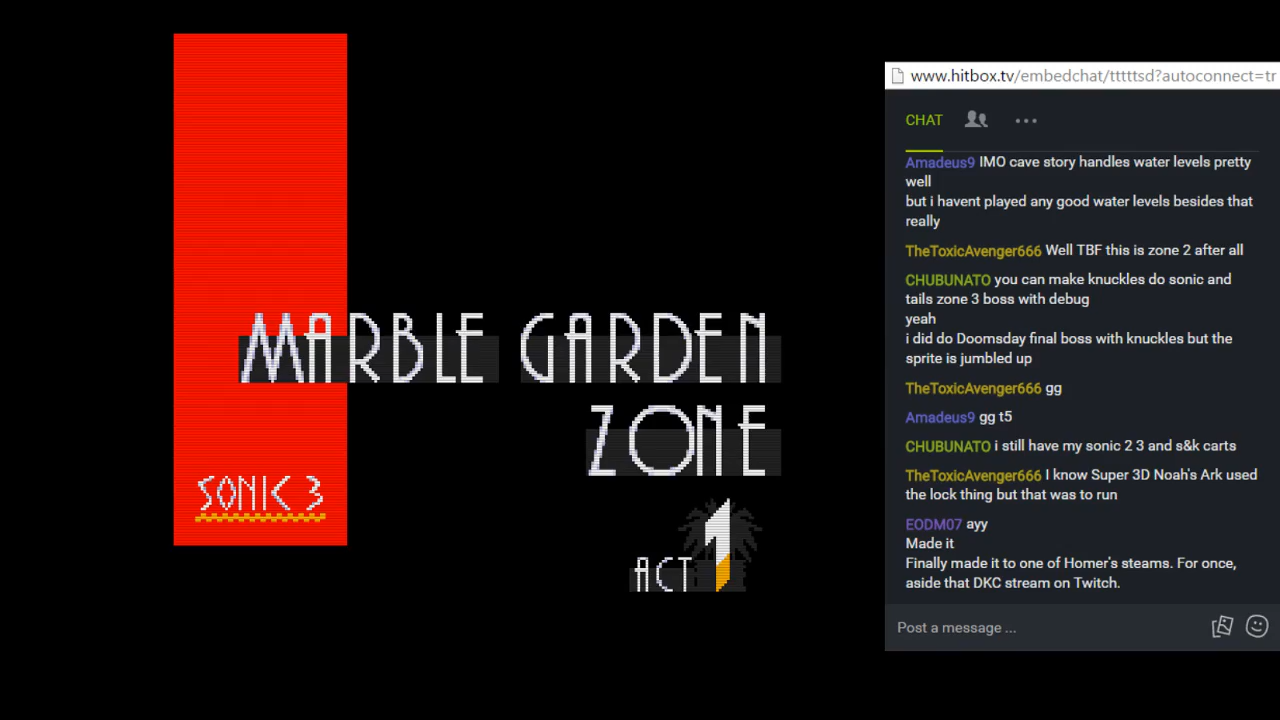 MARBLE GARDEN
ZONE
SONIC 3
ACT 1
www.hitbox.tv/embedchat/tttttsd?autoconnect=tr
CHAT
Amadeus9 IMO cave story handles water levels pretty
well
but i havent played any good water levels besides that
really
TheToxicAvenger666 Well TBF this is zone 2 after all
CHUBUNATO you can make knuckles do sonic and
tails zone 3 boss with debug
yeah
i did do Doomsday final boss with knuckles but the
sprite is jumbled up
TheToxicAvenger666 gg
Amadeus9 gg t5
CHUBUNATO i still have my sonic 2 3 and s&k carts
TheToxicAvenger666 I know Super 3D Noah's Ark used
the lock thing but that was to run
EODM07 ayy
Made it
Finally made it to one of Homer's steams. For once,
aside that DKC stream on Twitch.
Post a message ...